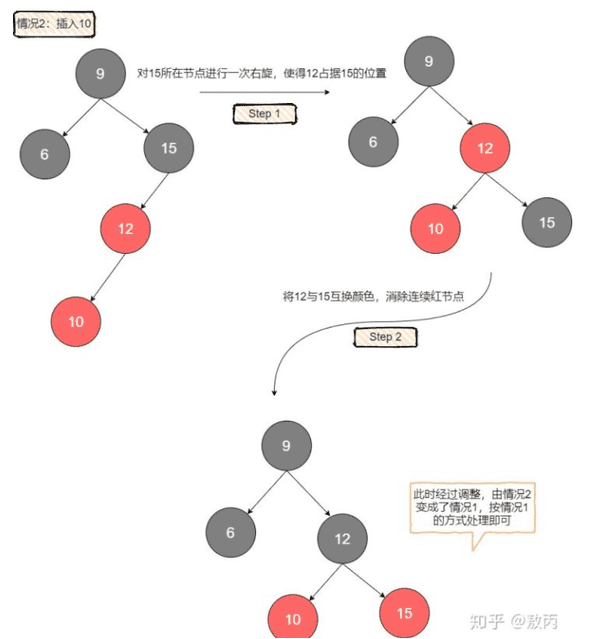 情况2：插入10
9
对15所在节点进行一次右旋，使得12占据15的位置
Step 1
9
6
15
6
12
12
10
15
10
将12与15互换颜色，消除连续红节点
Step 2
9
此时经过调整，由情况2
变成了情况1，按情况1
的方式处理即可
6
12
10
15
知乎 @敖丙